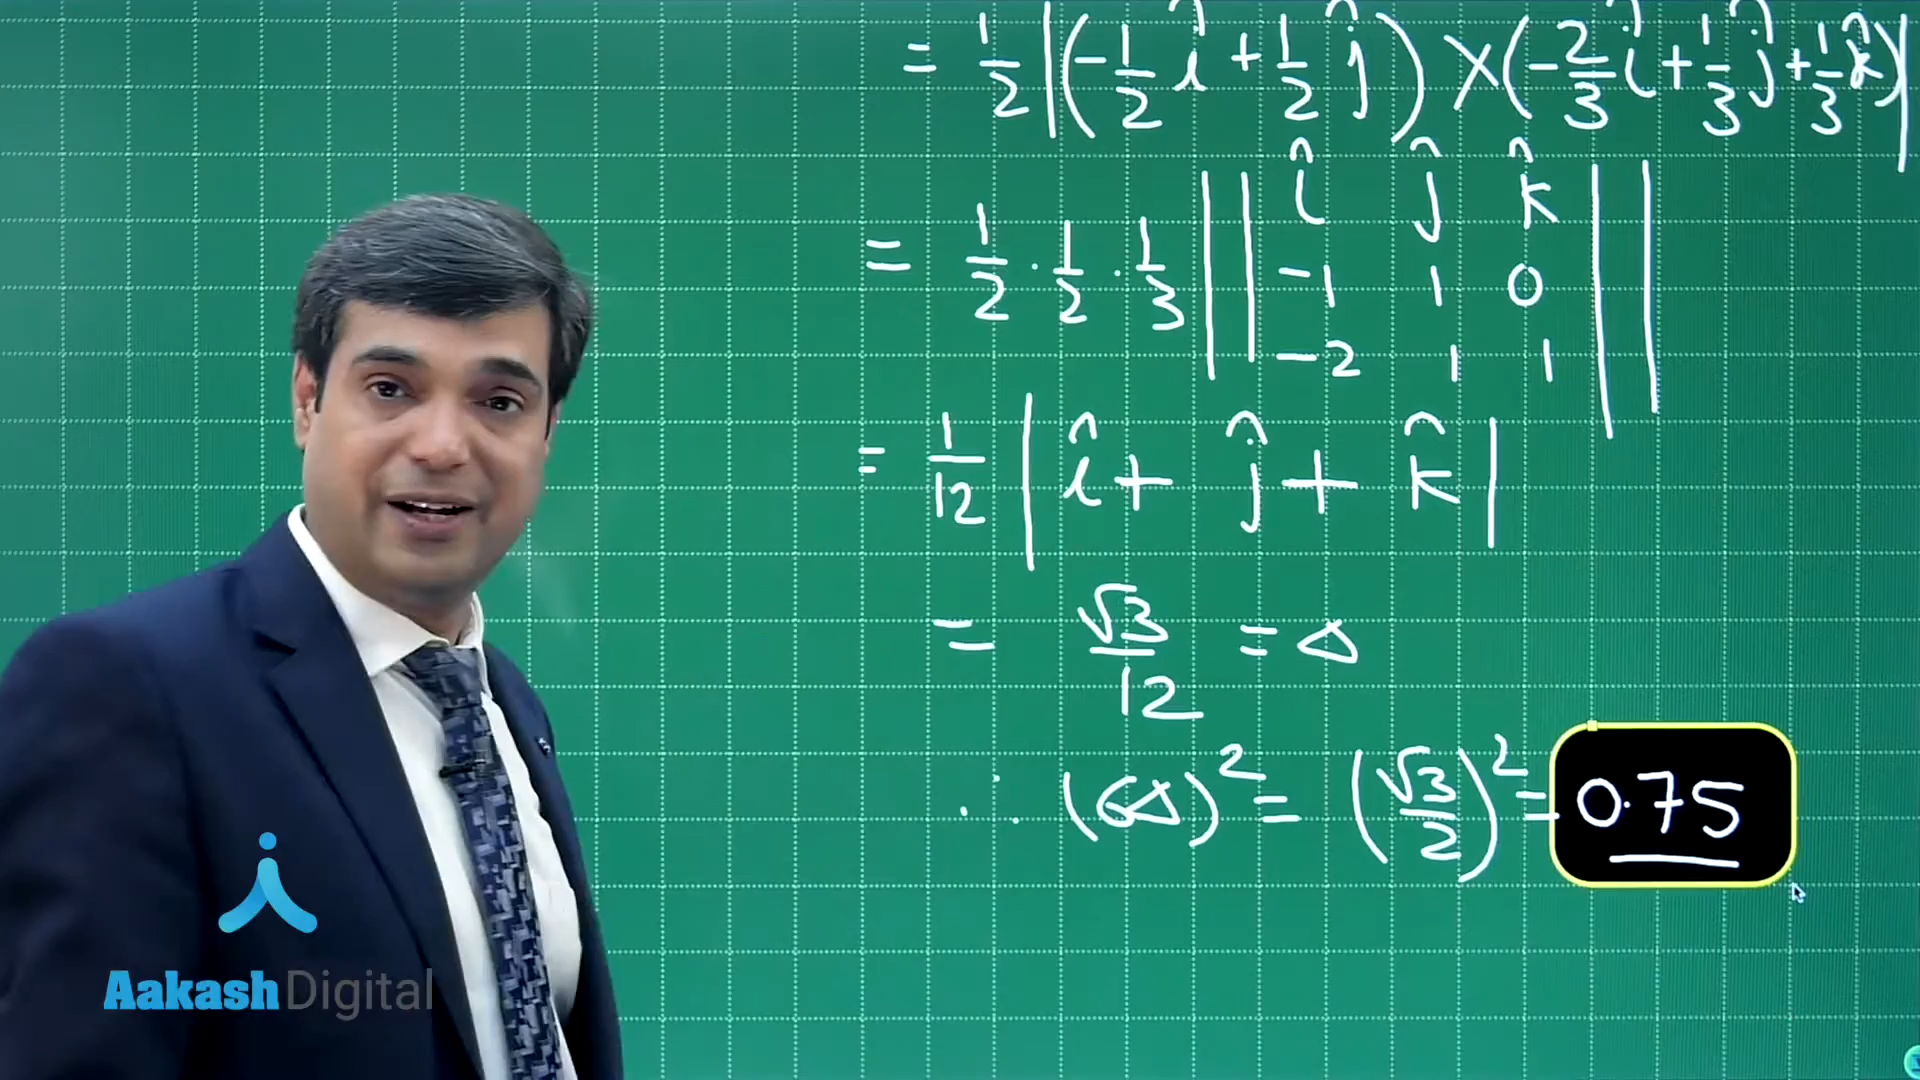 = 1/2 |(-1/2 î + 1/2 ĵ) × (-2/3 î + 1/3 ĵ + 1/3 k̂)|
= 1/2 · 1/2 · 1/3 || î ĵ k̂
-1 1 0
-2 1 1 ||
= 1/12 | î + ĵ + k̂ |
= √3/12 = Δ
∴ (6Δ)² = (√3/2)² = 0.75
Aakash Digital